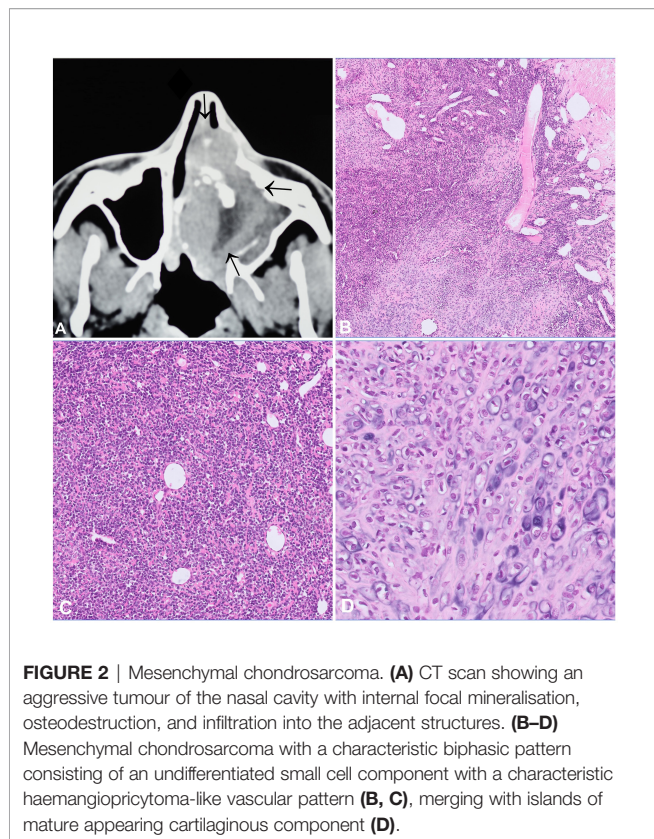 A
B
C
D
FIGURE 2 | Mesenchymal chondrosarcoma. (A) CT scan showing an
aggressive tumour of the nasal cavity with internal focal mineralisation,
osteodestruction, and infiltration into the adjacent structures. (B–D)
Mesenchymal chondrosarcoma with a characteristic biphasic pattern
consisting of an undifferentiated small cell component with a characteristic
haemangiopricytoma-like vascular pattern (B, C), merging with islands of
mature appearing cartilaginous component (D).